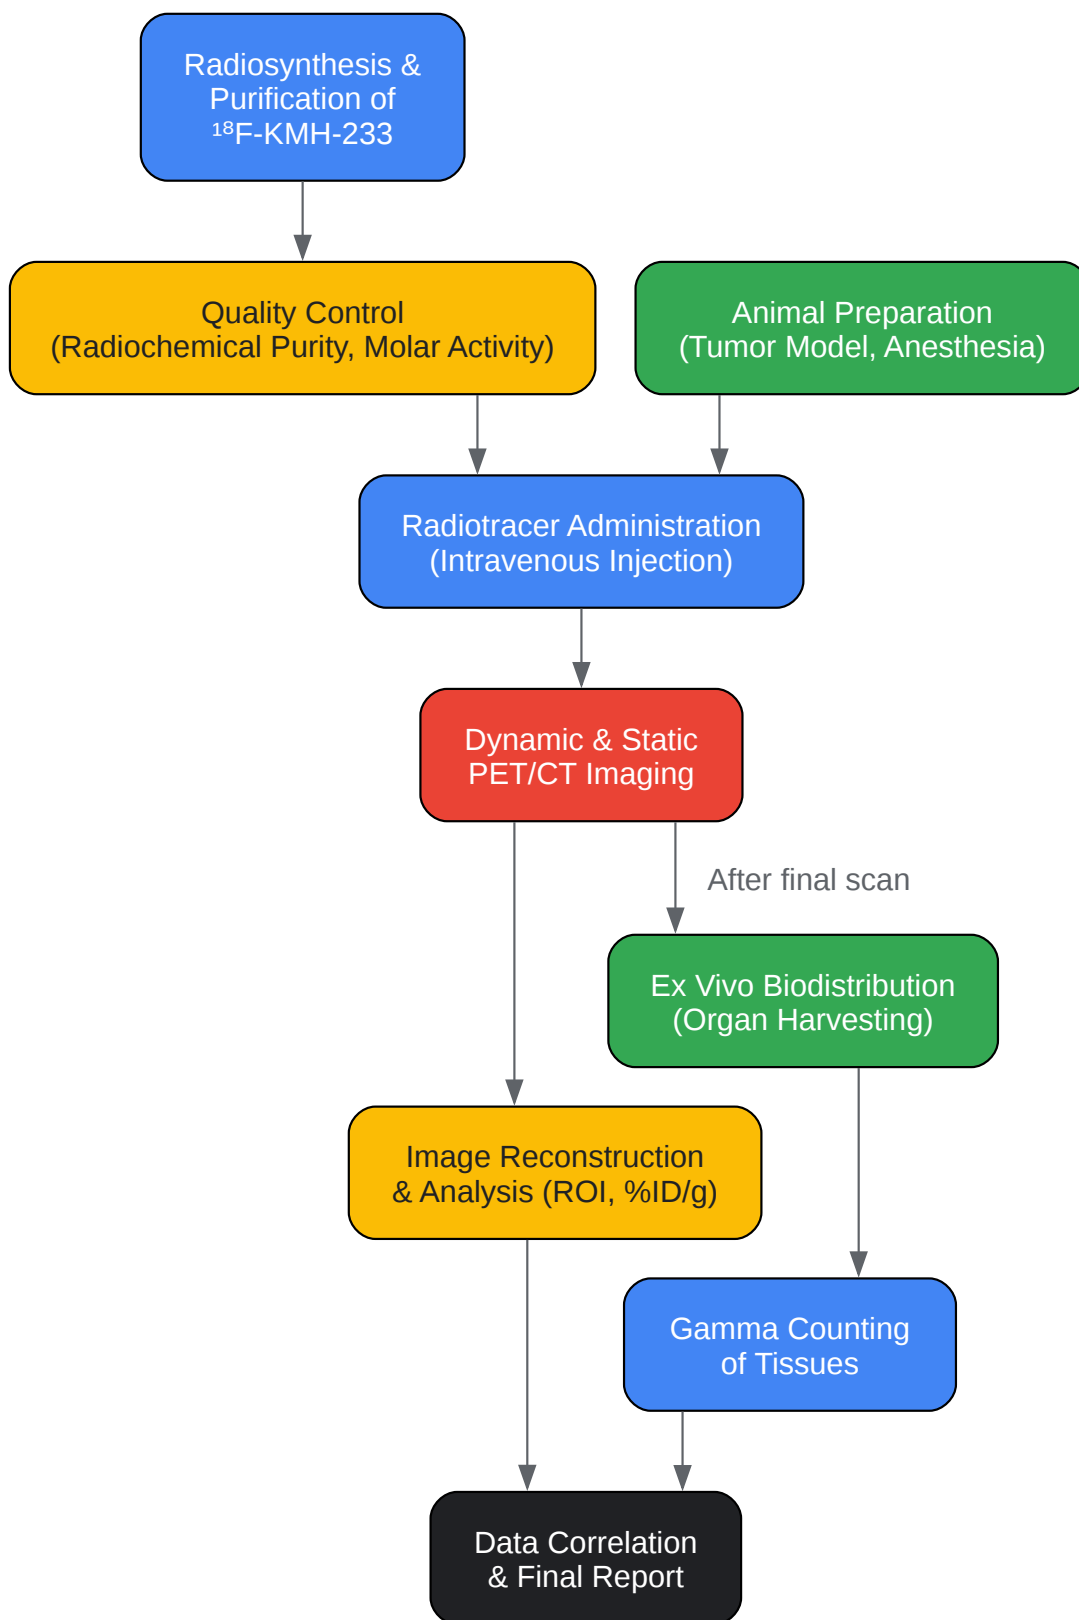 Radiosynthesis &
Purification of
¹⁸F-KMH-233
Quality Control
(Radiochemical Purity, Molar Activity)
Animal Preparation
(Tumor Model, Anesthesia)
Radiotracer Administration
(Intravenous Injection)
Dynamic & Static
PET/CT Imaging
After final scan
Ex Vivo Biodistribution
(Organ Harvesting)
Image Reconstruction
& Analysis (ROI, %ID/g)
Gamma Counting
of Tissues
Data Correlation
& Final Report